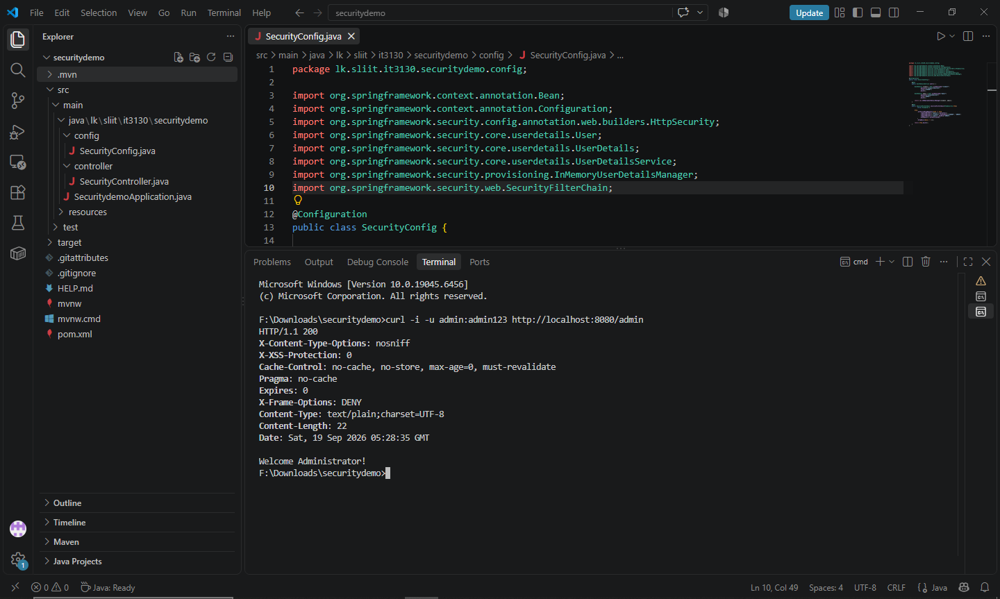 File Edit Selection View Go Run Terminal Help
securitydemo
Update
Explorer
securitydemo
.mvn
src
main
java\lk\sliit\it3130\securitydemo
config
J SecurityConfig.java
controller
J SecurityController.java
J SecuritydemoApplication.java
resources
test
target
.gitattributes
.gitignore
HELP.md
mvnw
mvnw.cmd
pom.xml
Outline
Timeline
Maven
Java Projects
1
J SecurityConfig.java
src > main > java > lk > sliit > it3130 > securitydemo > config > J SecurityConfig.java > ...
1 package lk.sliit.it3130.securitydemo.config;
2
3 import org.springframework.context.annotation.Bean;
4 import org.springframework.context.annotation.Configuration;
5 import org.springframework.security.config.annotation.web.builders.HttpSecurity;
6 import org.springframework.security.core.userdetails.User;
7 import org.springframework.security.core.userdetails.UserDetails;
8 import org.springframework.security.core.userdetails.UserDetailsService;
9 import org.springframework.security.provisioning.InMemoryUserDetailsManager;
10 import org.springframework.security.web.SecurityFilterChain;
11
12 @Configuration
13 public class SecurityConfig {
14
Problems Output Debug Console Terminal Ports
cmd
Microsoft Windows [Version 10.0.19045.6456]
(c) Microsoft Corporation. All rights reserved.
F:\Downloads\securitydemo>curl -i -u admin:admin123 http://localhost:8080/admin
HTTP/1.1 200
X-Content-Type-Options: nosniff
X-XSS-Protection: 0
Cache-Control: no-cache, no-store, max-age=0, must-revalidate
Pragma: no-cache
Expires: 0
X-Frame-Options: DENY
Content-Type: text/plain;charset=UTF-8
Content-Length: 22
Date: Sat, 19 Sep 2026 05:28:35 GMT
Welcome Administrator!
F:\Downloads\securitydemo>
0 0 Java: Ready
Ln 10, Col 49 Spaces: 4 UTF-8 CRLF {} Java